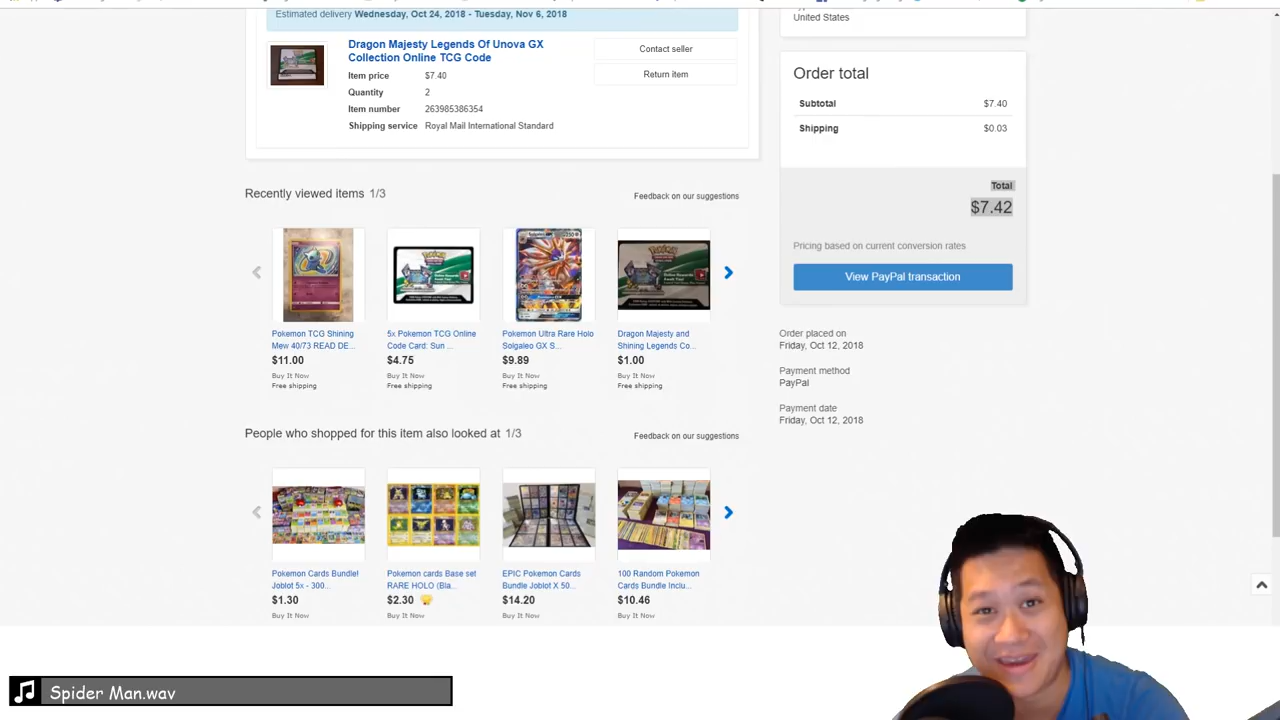 Estimated delivery Wednesday, Oct 24, 2018 - Tuesday, Nov 6, 2018
Dragon Majesty Legends Of Unova GX
Collection Online TCG Code
Item price $7.40
Quantity 2
Item number 263985386354
Shipping service Royal Mail International Standard
Contact seller
Return item
United States
Order total
Subtotal $7.40
Shipping $0.03
Total
$7.42
Pricing based on current conversion rates
View PayPal transaction
Order placed on
Friday, Oct 12, 2018
Payment method
PayPal
Payment date
Friday, Oct 12, 2018
Recently viewed items 1/3
Feedback on our suggestions
Pokemon TCG Shining
Mew 40/73 READ DE...
$11.00
Buy It Now
Free shipping
5x Pokemon TCG Online
Code Card: Sun ...
$4.75
Buy It Now
Free shipping
Pokemon Ultra Rare Holo
Solgaleo GX S...
$9.89
Buy It Now
Free shipping
Dragon Majesty and
Shining Legends Co...
$1.00
Buy It Now
Free shipping
People who shopped for this item also looked at 1/3
Feedback on our suggestions
Pokemon Cards Bundle!
Joblot 5x - 300...
$1.30
Buy It Now
Pokemon cards Base set
RARE HOLO (Bla...
$2.30
Buy It Now
EPIC Pokemon Cards
Bundle Joblot X 50...
$14.20
Buy It Now
100 Random Pokemon
Cards Bundle Inclu...
$10.46
Buy It Now
Spider Man.wav